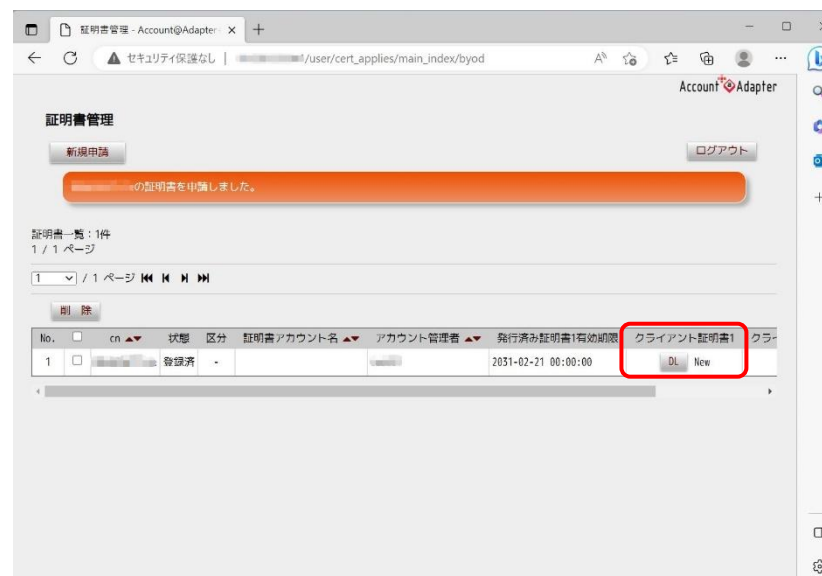 証明書管理 - Account@Adapter
セキュリティ保護なし | /user/cert_applies/main_index/byod
Account@Adapter
証明書管理
新規申請
ログアウト
の証明書を申請しました。
証明書一覧：1件
1 / 1 ページ
1 / 1 ページ
削 除
No. cn ▲▼ 状態 区分 証明書アカウント名 ▲▼ アカウント管理者 ▲▼ 発行済み証明書1有効期限 クライアント証明書1 クラ
1 登録済 - 2031-02-21 00:00:00 DL New